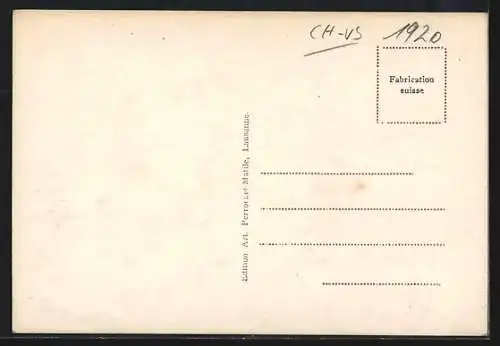 CH-VS 1920
Fabrication
suisse
Edition Art. Perrochet-Matile, Lausanne.